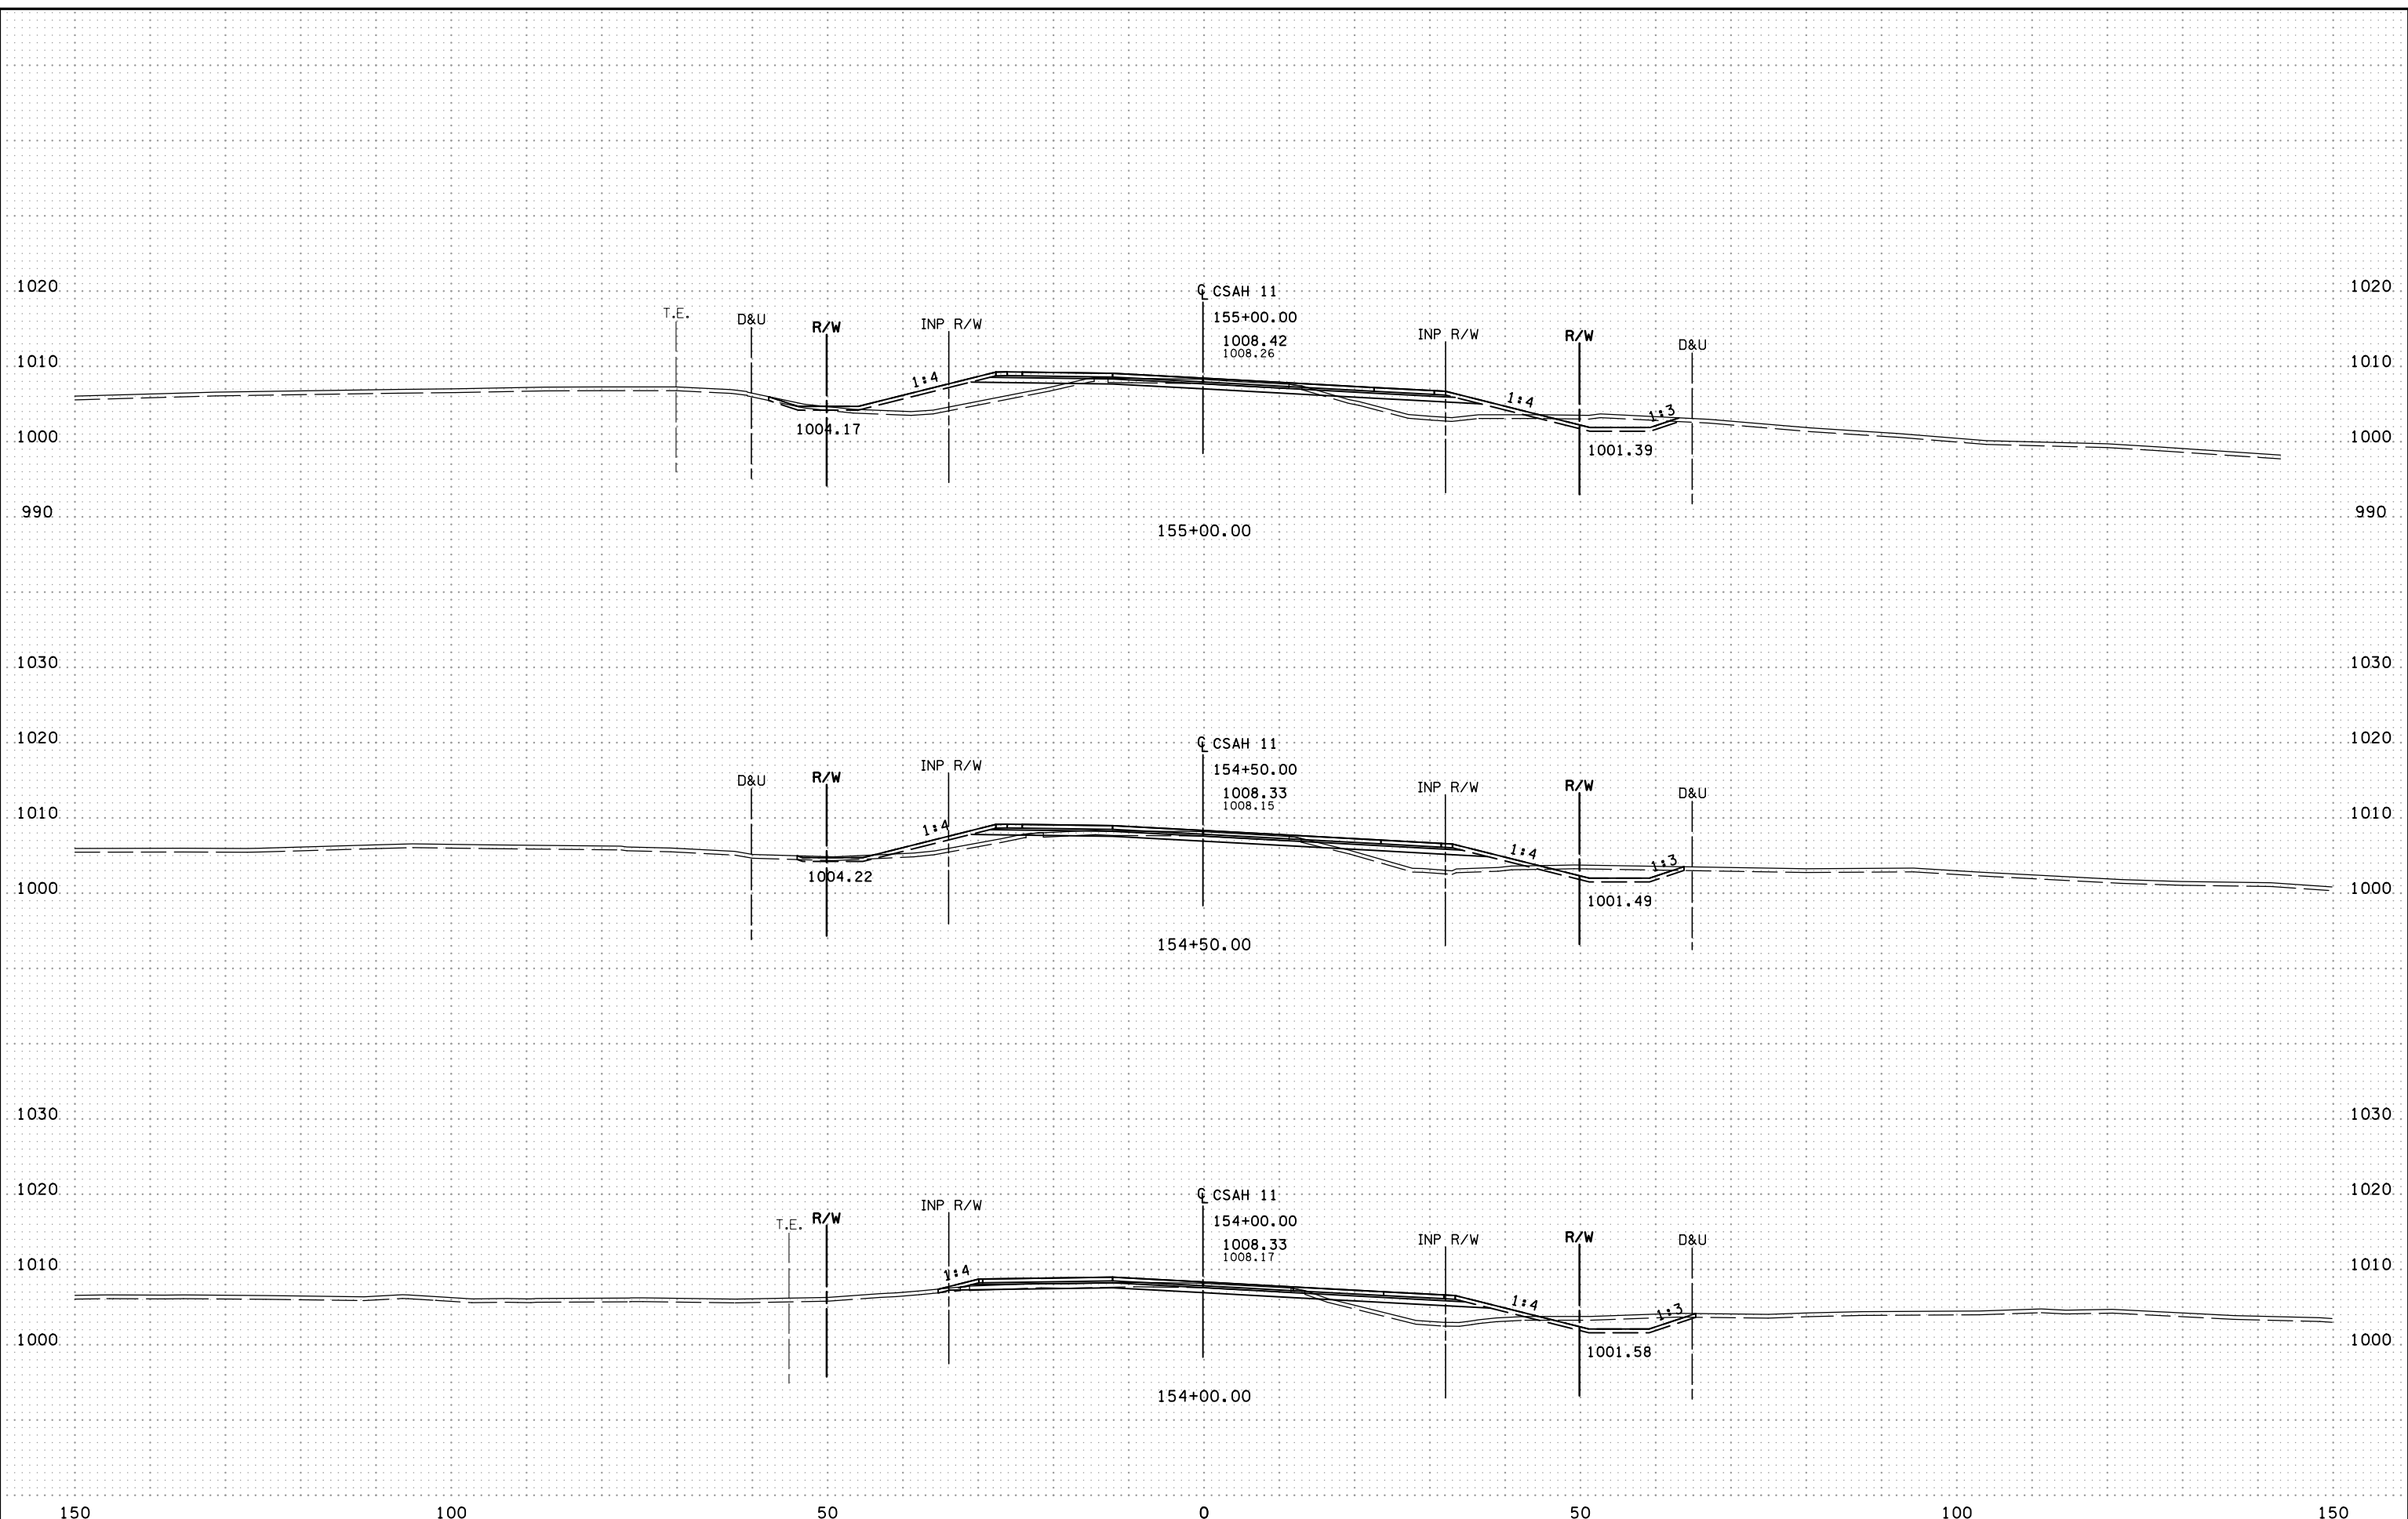 1020 ℄ CSAH 11 1020
T.E. D&U R/W INP R/W 155+00.00 INP R/W R/W D&U
1008.42
1008.26
1010 1:4 1010
1:4 1:3
1000 1004.17 1000
1001.39
990 990
155+00.00
1030 1030
1020 ℄ CSAH 11 1020
D&U R/W INP R/W 154+50.00 INP R/W R/W D&U
1008.33
1008.15
1010 1010
1:4 1:4 1:3
1000 1004.22 1000
1001.49
154+50.00
1030 1030
1020 ℄ CSAH 11 1020
T.E. R/W INP R/W 154+00.00 INP R/W R/W D&U
1008.33
1008.17
1010 1:4 1010
1:4 1:3
1000 1000
1001.58
154+00.00
150 100 50 0 50 100 150